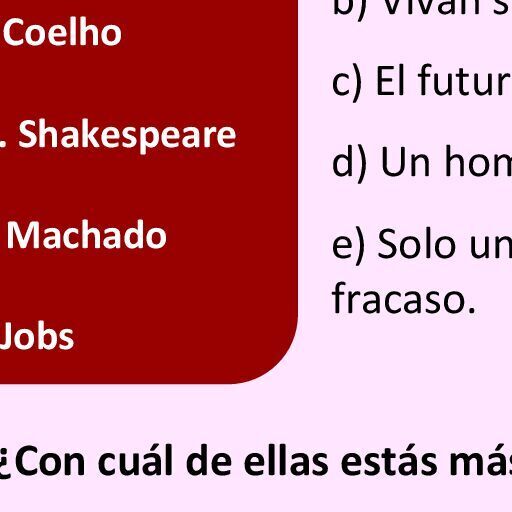 Coelho
. Shakespeare
Machado
Jobs
b) Vivan s
c) El futur
d) Un hom
e) Solo un
fracaso.
¿Con cuál de ellas estás más